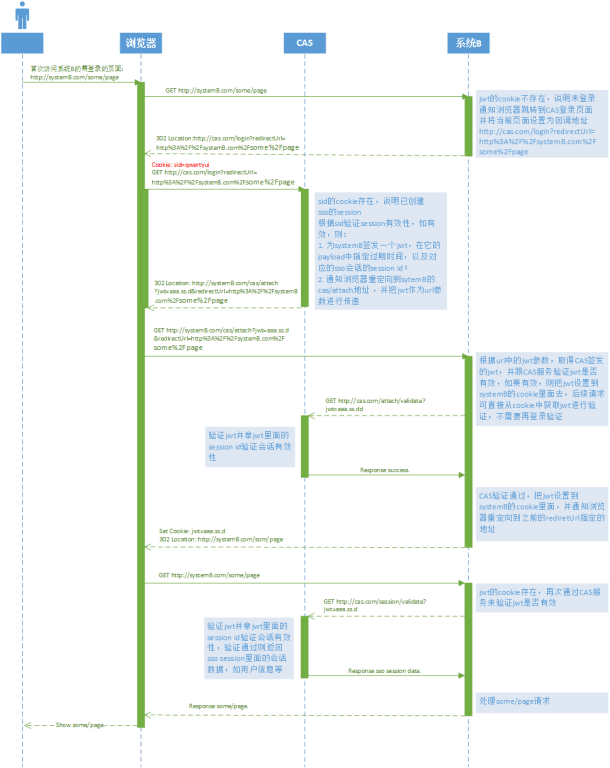 浏览器
CAS
系统B
首次访问系统B的需登录的页面：
http://systemB.com/some/page
GET http://systemB.com/some/page
jwt的cookie不存在，说明未登录
通知浏览器跳转到CAS登录页面
并将当前页面设置为回调地址
http://cas.com/login?redirectUrl=
http%3A%2F%2FsystemB.com%2F
some%2Fpage
302 Location:http://cas.com/login?redirectUrl=
http%3A%2F%2FsystemB.com%2Fsome%2Fpage
Cookie: sid=qwertyui
GET http://cas.com/login?redirectUrl=
http%3A%2F%2FsystemB.com%2Fsome%2Fpage
sid的cookie存在，说明已创建
sso的session
根据sid验证session有效性，如有
效，则：
1. 为systemB签发一个jwt，在它的
payload中指定过期时间，以及对
应的sso会话的session id；
2. 通知浏览器重定向到sytemB的
cas/attach地址，并把jwt作为url参
数进行传递
302 Location: http://systemB.com/cas/attach
?jwt=aaa.ss.d&redirectUrl=http%3A%2F%2FsystemB
.com%2Fsome%2Fpage
GET http://systemB.com/cas/attach?jwt=aaa.ss.d
&redirectUrl=http%3A%2F%2FsystemB.com%2F
some%2Fpage
根据url中的jwt参数，取得CAS签发
的jwt，并跟CAS服务验证jwt是否
有效，如果有效，则把jwt设置到
systemB的cookie里面去，后续请求
可直接从cookie中获取jwt进行验
证，不需要再登录验证
GET http://cas.com/attach/validate?
jwt=aaa.ss.dd
验证jwt并拿jwt里面的
session id验证会话有效
性
Response success.
CAS验证通过，把jwt设置到
systemB的cookie里面，并通知浏览
器重定向到之前的rediretUrl指定的
地址
Set Cookie: jwt=aaa.ss.d
302 Location: http://systemB.com/som/page
GET http://systemB.com/some/page
jwt的cookie存在，再次通过CAS服
务来验证jwt是否有效
GET http://cas.com/session/validate?
jwt=aaa.ss.d
验证jwt并拿jwt里面的
session id验证会话有效
性，验证通过则返回
sso session里面的会话
数据，如用户信息等
Response sso session data.
处理some/page请求
Response some/page.
Show some/page.